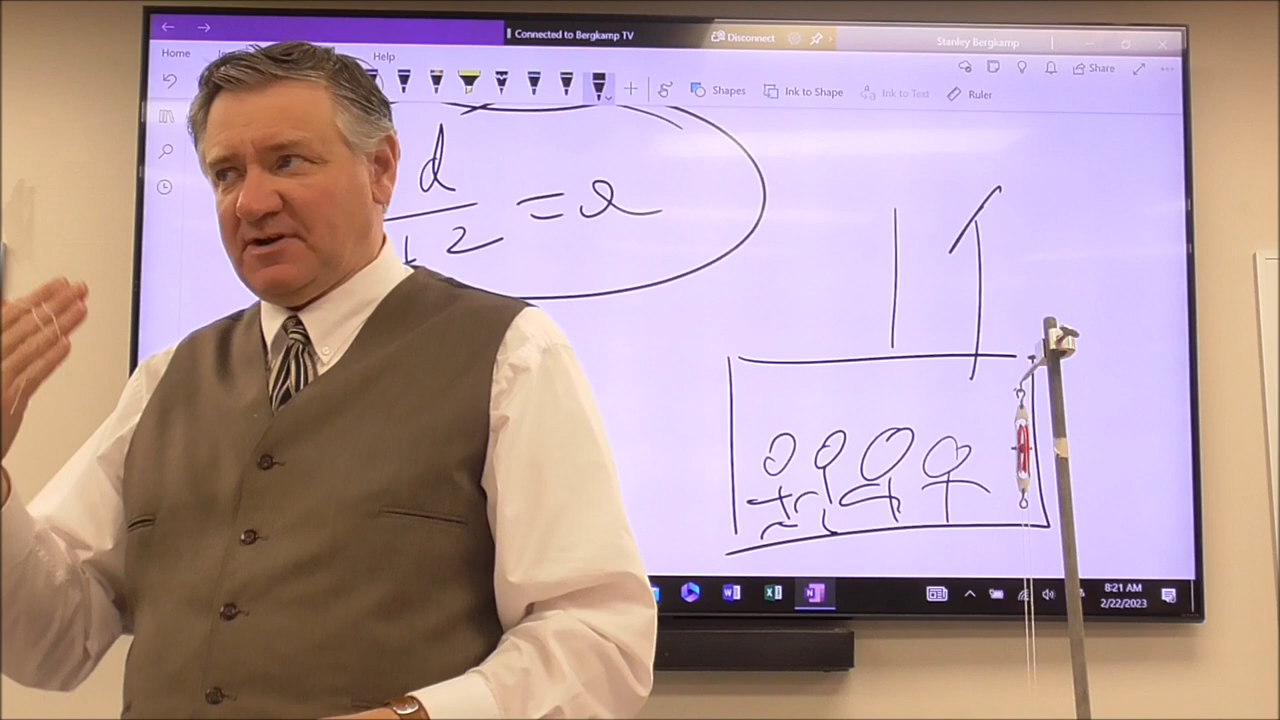 Connected to Bergkamp TV
Disconnect
Stanley Bergkamp
Home
Help
Share
Shapes
Ink to Shape
Ink to Text
Ruler
d
= a
2
8:21 AM
2/22/2023